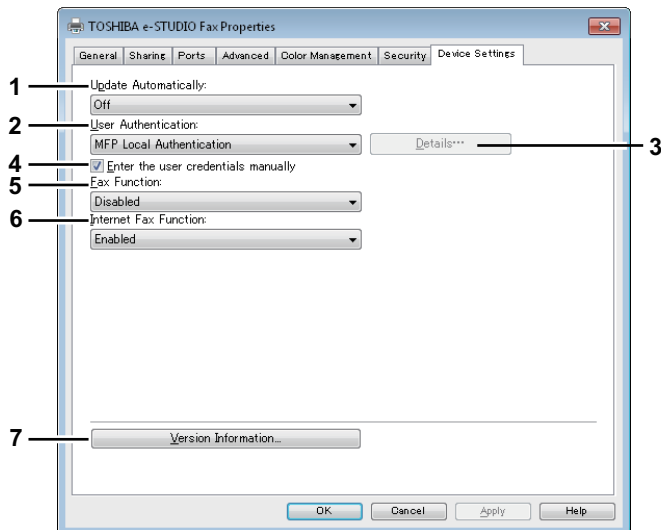 TOSHIBA e-STUDIO Fax Properties
General Sharing Ports Advanced Color Management Security Device Settings
1 Update Automatically:
Off
2 User Authentication:
MFP Local Authentication Details... 3
4 Enter the user credentials manually
5 Fax Function:
Disabled
6 Internet Fax Function:
Enabled
7 Version Information...
OK Cancel Apply Help